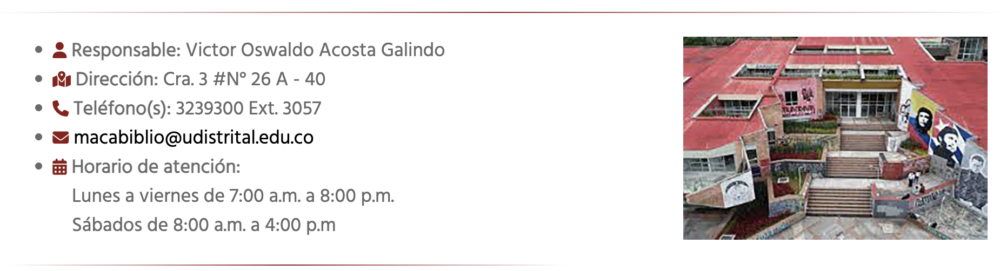 Responsable: Victor Oswaldo Acosta Galindo
Dirección: Cra. 3 #N° 26 A - 40
Teléfono(s): 3239300 Ext. 3057
macabiblio@udistrital.edu.co
Horario de atención:
Lunes a viernes de 7:00 a.m. a 8:00 p.m.
Sábados de 8:00 a.m. a 4:00 p.m